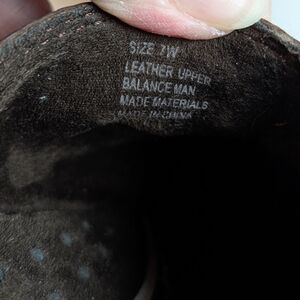 SIZE 7W
LEATHER UPPER
BALANCE MAN
MADE MATERIALS
MADE IN CHINA